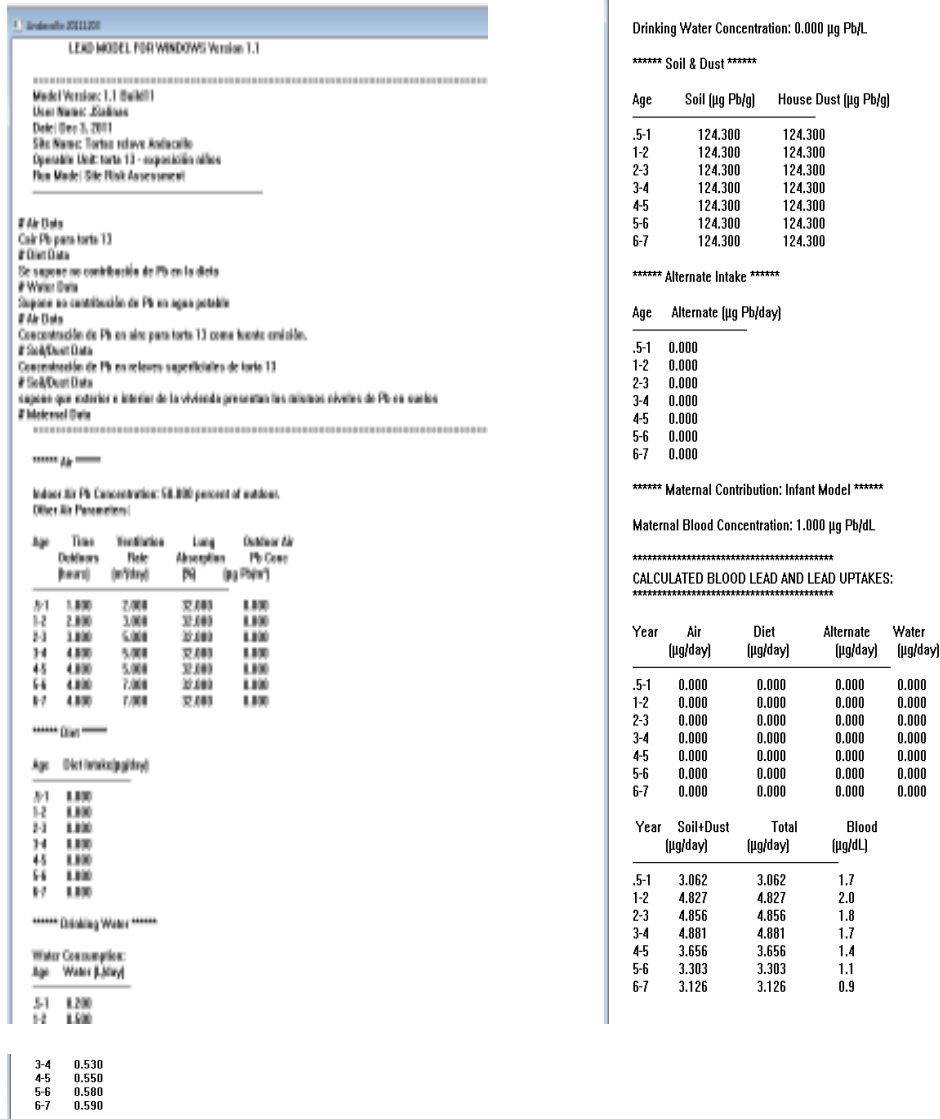 Andacollo 20111203
LEAD MODEL FOR WINDOWS Version 1.1
==================================================
Model Version: 1.1 Build11
User Name: JSalinas
Date: Dec 3, 2011
Site Name: Tortas relave Andacollo
Operable Unit: torta 13 - exposición niños
Run Mode: Site Risk Assessment
# Air Data
Cair Pb para torta 13
# Diet Data
Se supone no contribución de Pb en la dieta
# Water Data
Supone no contribución de Pb en agua potable
# Air Data
Concentración de Pb en aire para torta 13 como fuente emisión.
# Soil/Dust Data
Concentración de Pb en relaves superficiales de torta 13
# Soil/Dust Data
supone que exterior e interior de la vivienda presentan los mismos niveles de Pb en suelos
# Maternal Data
==================================================
****** Air ******
Indoor Air Pb Concentration: 50.000 percent of outdoor.
Other Air Parameters:
Age Time Ventilation Lung Outdoor Air
Outdoors Rate Absorption Pb Conc
(hours) (m³/day) (%) (µg Pb/m³)
.5-1 1.000 2.000 32.000 0.000
1-2 2.000 3.000 32.000 0.000
2-3 3.000 5.000 32.000 0.000
3-4 4.000 5.000 32.000 0.000
4-5 4.000 5.000 32.000 0.000
5-6 4.000 7.000 32.000 0.000
6-7 4.000 7.000 32.000 0.000
****** Diet ******
Age Diet Intake(µg/day)
.5-1 0.000
1-2 0.000
2-3 0.000
3-4 0.000
4-5 0.000
5-6 0.000
6-7 0.000
****** Drinking Water ******
Water Consumption:
Age Water (L/day)
.5-1 0.200
1-2 0.500
3-4 0.530
4-5 0.550
5-6 0.580
6-7 0.590
Drinking Water Concentration: 0.000 µg Pb/L
****** Soil & Dust ******
Age Soil (µg Pb/g) House Dust (µg Pb/g)
.5-1 124.300 124.300
1-2 124.300 124.300
2-3 124.300 124.300
3-4 124.300 124.300
4-5 124.300 124.300
5-6 124.300 124.300
6-7 124.300 124.300
****** Alternate Intake ******
Age Alternate (µg Pb/day)
.5-1 0.000
1-2 0.000
2-3 0.000
3-4 0.000
4-5 0.000
5-6 0.000
6-7 0.000
****** Maternal Contribution: Infant Model ******
Maternal Blood Concentration: 1.000 µg Pb/dL
*****************************************
CALCULATED BLOOD LEAD AND LEAD UPTAKES:
*****************************************
Year Air Diet Alternate Water
(µg/day) (µg/day) (µg/day) (µg/day)
.5-1 0.000 0.000 0.000 0.000
1-2 0.000 0.000 0.000 0.000
2-3 0.000 0.000 0.000 0.000
3-4 0.000 0.000 0.000 0.000
4-5 0.000 0.000 0.000 0.000
5-6 0.000 0.000 0.000 0.000
6-7 0.000 0.000 0.000 0.000
Year Soil+Dust Total Blood
(µg/day) (µg/day) (µg/dL)
.5-1 3.062 3.062 1.7
1-2 4.827 4.827 2.0
2-3 4.856 4.856 1.8
3-4 4.881 4.881 1.7
4-5 3.656 3.656 1.4
5-6 3.303 3.303 1.1
6-7 3.126 3.126 0.9